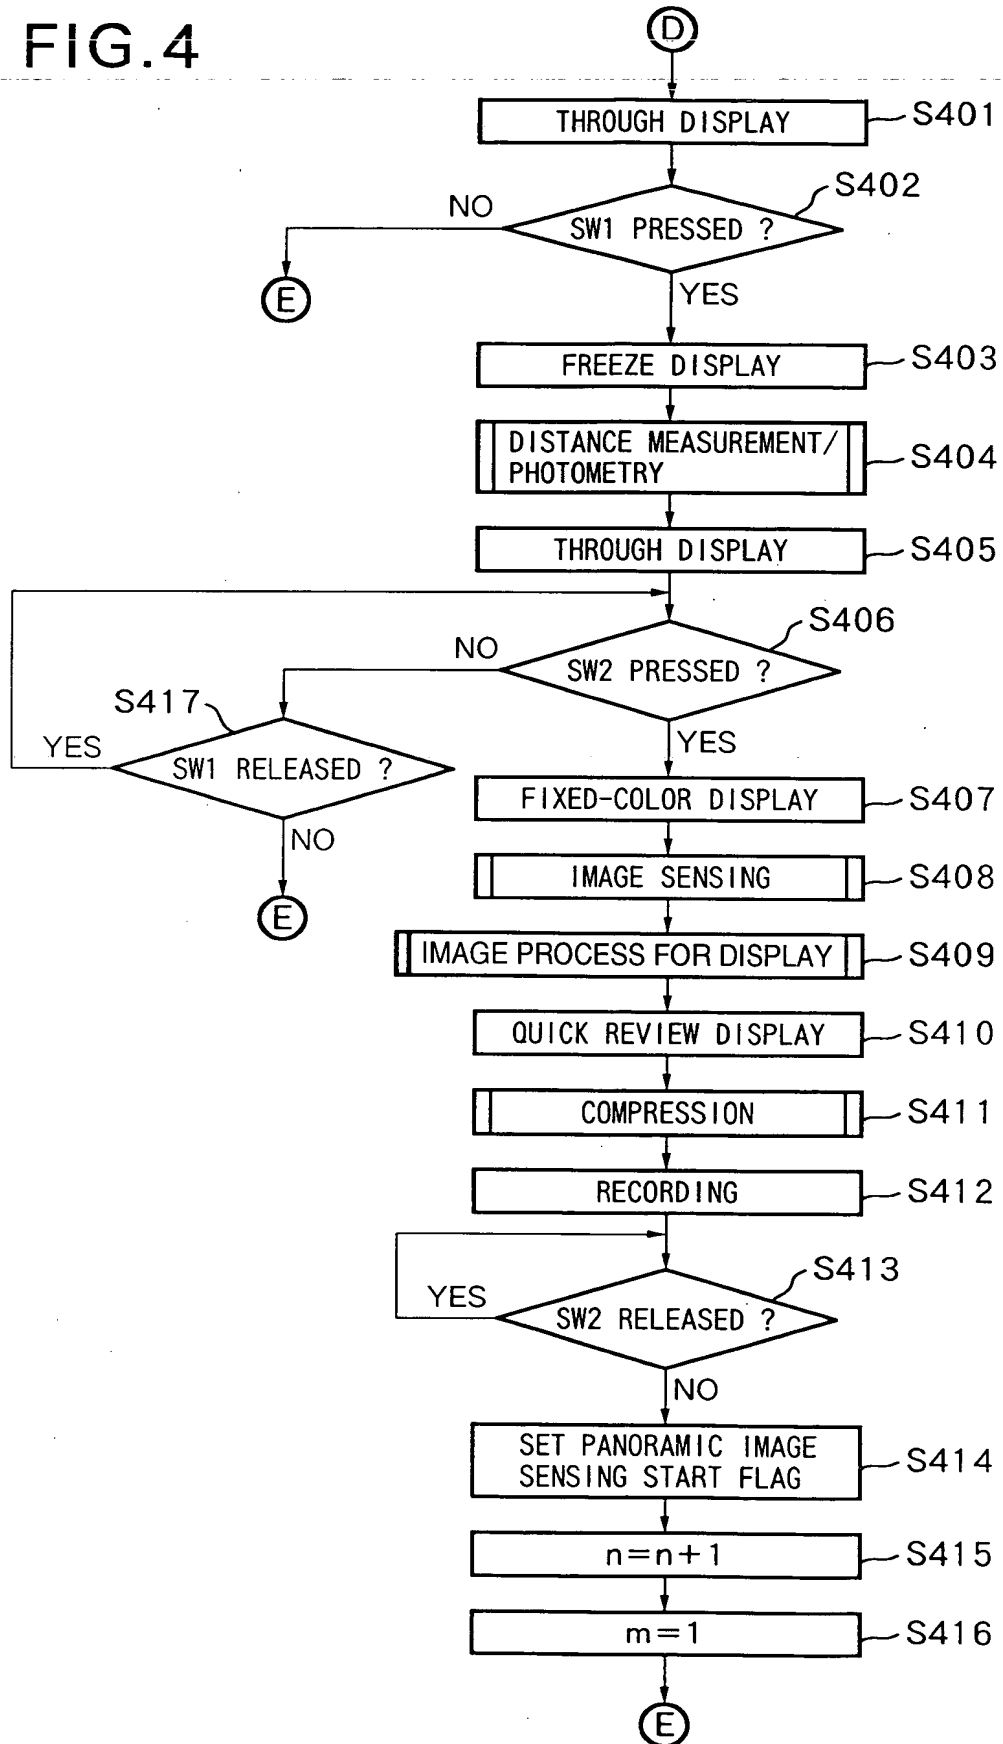 FIG.4
D
THROUGH DISPLAY
S401
S402
NO
SW1 PRESSED ?
E
YES
FREEZE DISPLAY
S403
DISTANCE MEASUREMENT/
PHOTOMETRY
S404
THROUGH DISPLAY
S405
S406
NO
SW2 PRESSED ?
S417
YES
SW1 RELEASED ?
YES
NO
E
FIXED-COLOR DISPLAY
S407
IMAGE SENSING
S408
IMAGE PROCESS FOR DISPLAY
S409
QUICK REVIEW DISPLAY
S410
COMPRESSION
S411
RECORDING
S412
S413
YES
SW2 RELEASED ?
NO
SET PANORAMIC IMAGE
SENSING START FLAG
S414
n=n+1
S415
m=1
S416
E